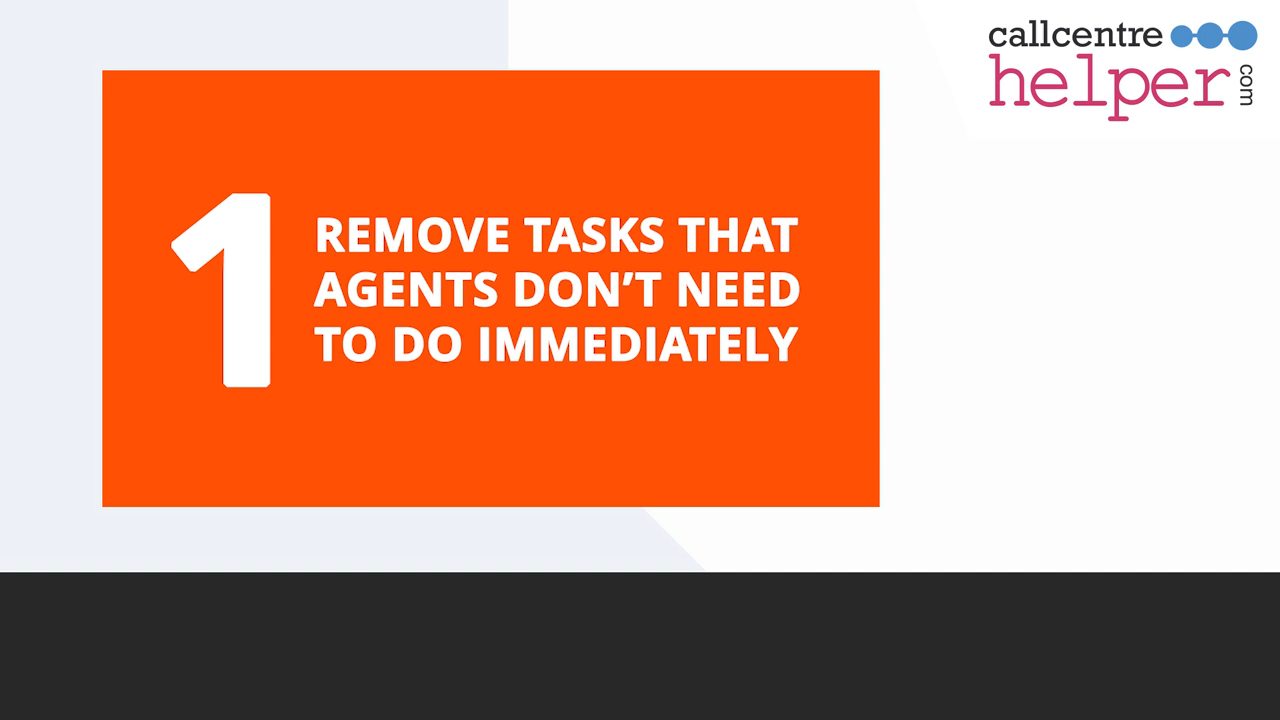 callcentre
helper
com
1
REMOVE TASKS THAT
AGENTS DON’T NEED
TO DO IMMEDIATELY